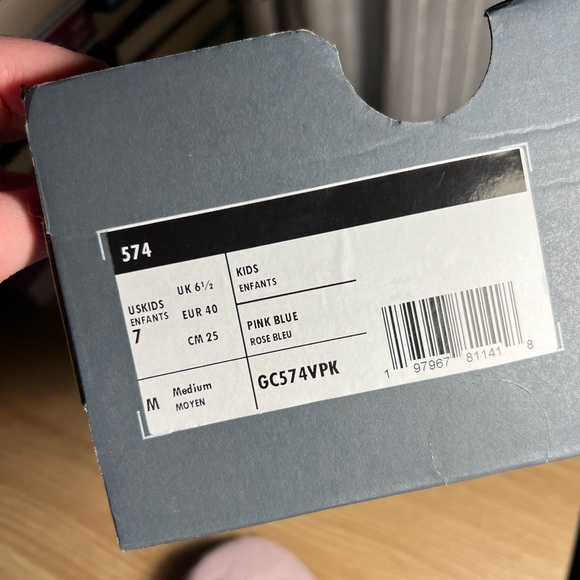 574
USKIDS
ENFANTS
7
UK 6½
EUR 40
CM 25
KIDS
ENFANTS
PINK BLUE
ROSE BLEU
M
Medium
MOYEN
GC574VPK
1 97967 81141 8